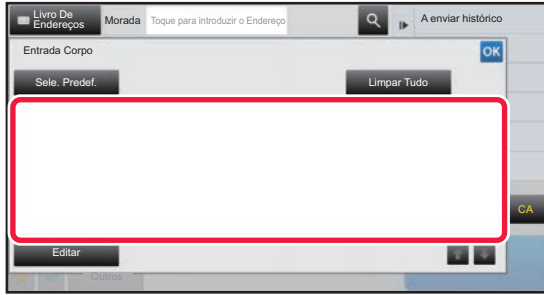 Livro De
Endereços
Morada
Toque para introduzir o Endereço
A enviar histórico
Entrada Corpo
OK
Sele. Predef.
Limpar Tudo
CA
Editar
Outros